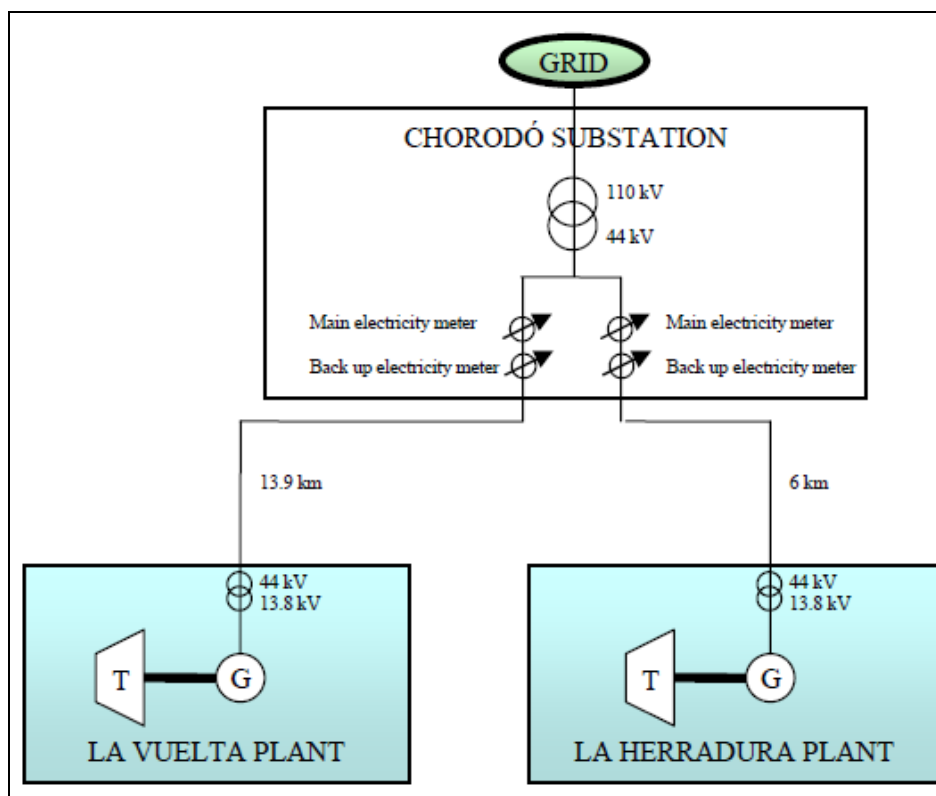 GRID
CHORODÓ SUBSTATION
110 kV
44 kV
Main electricity meter
Main electricity meter
Back up electricity meter
Back up electricity meter
13.9 km
6 km
44 kV
13.8 kV
44 kV
13.8 kV
T
G
T
G
LA VUELTA PLANT
LA HERRADURA PLANT